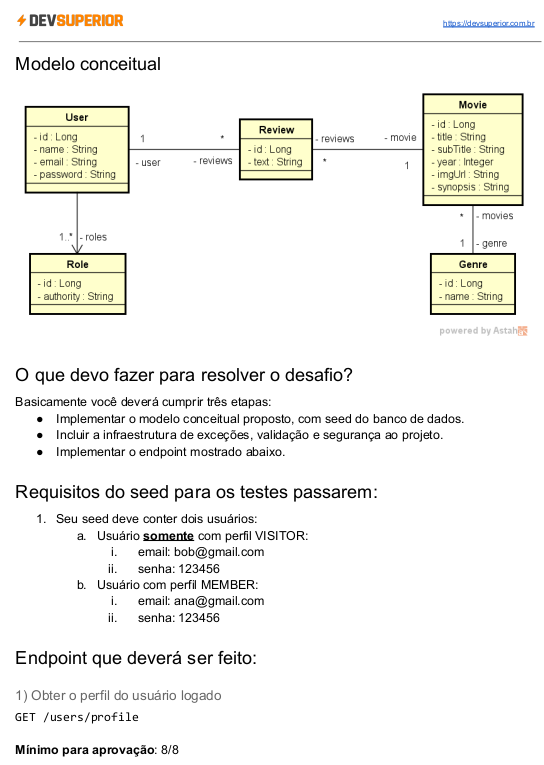 DEVSUPERIOR
https://devsuperior.com.br
Modelo conceitual
User
- id : Long
- name : String
- email : String
- password : String
1
- user
*
- reviews
Review
- id : Long
- text : String
- reviews
*
- movie
1
Movie
- id : Long
- title : String
- subTitle : String
- year : Integer
- imgUrl : String
- synopsis : String
1..*
- roles
* - movies
1 - genre
Role
- id : Long
- authority : String
Genre
- id : Long
- name : String
powered by Astah
O que devo fazer para resolver o desafio?
Basicamente você deverá cumprir três etapas:
● Implementar o modelo conceitual proposto, com seed do banco de dados.
● Incluir a infraestrutura de exceções, validação e segurança ao projeto.
● Implementar o endpoint mostrado abaixo.
Requisitos do seed para os testes passarem:
1. Seu seed deve conter dois usuários:
a. Usuário somente com perfil VISITOR:
i. email: bob@gmail.com
ii. senha: 123456
b. Usuário com perfil MEMBER:
i. email: ana@gmail.com
ii. senha: 123456
Endpoint que deverá ser feito:
1) Obter o perfil do usuário logado
GET /users/profile
Mínimo para aprovação: 8/8